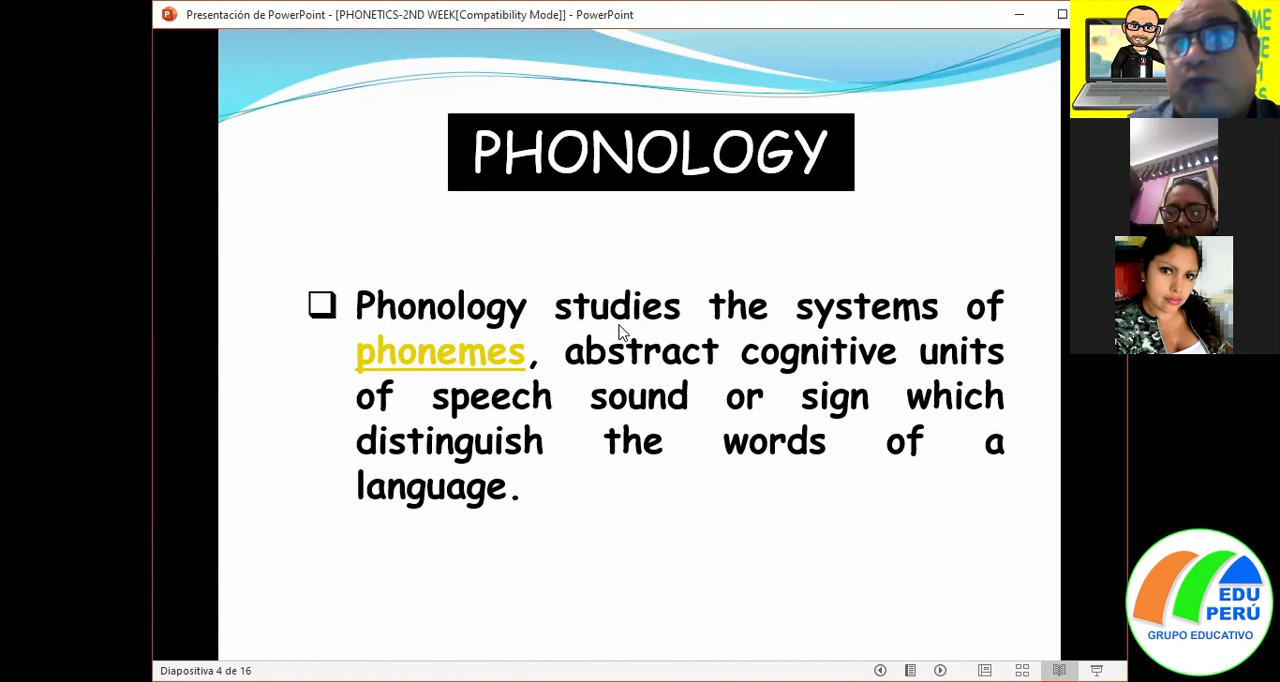 Presentación de PowerPoint - [PHONETICS-2ND WEEK[Compatibility Mode]] - PowerPoint
PHONOLOGY
Phonology studies the systems of
phonemes, abstract cognitive units
of speech sound or sign which
distinguish the words of a
language.
EDU
PERÚ
GRUPO EDUCATIVO
Diapositiva 4 de 16